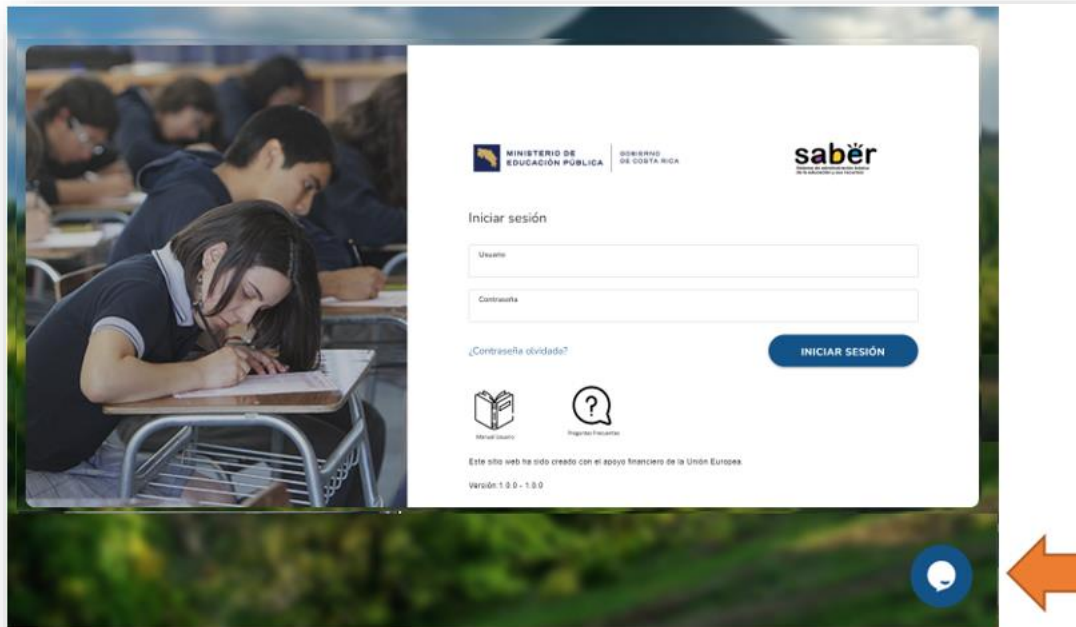 MINISTERIO DE
EDUCACIÓN PÚBLICA
GOBIERNO
DE COSTA RICA
sabër
Iniciar sesión
Usuario
Contraseña
¿Contraseña olvidada?
INICIAR SESIÓN
Manual Usuario
Preguntas Frecuentes
Este sitio web ha sido creado con el apoyo financiero de la Unión Europea.
Versión:1.0.0 - 1.0.0